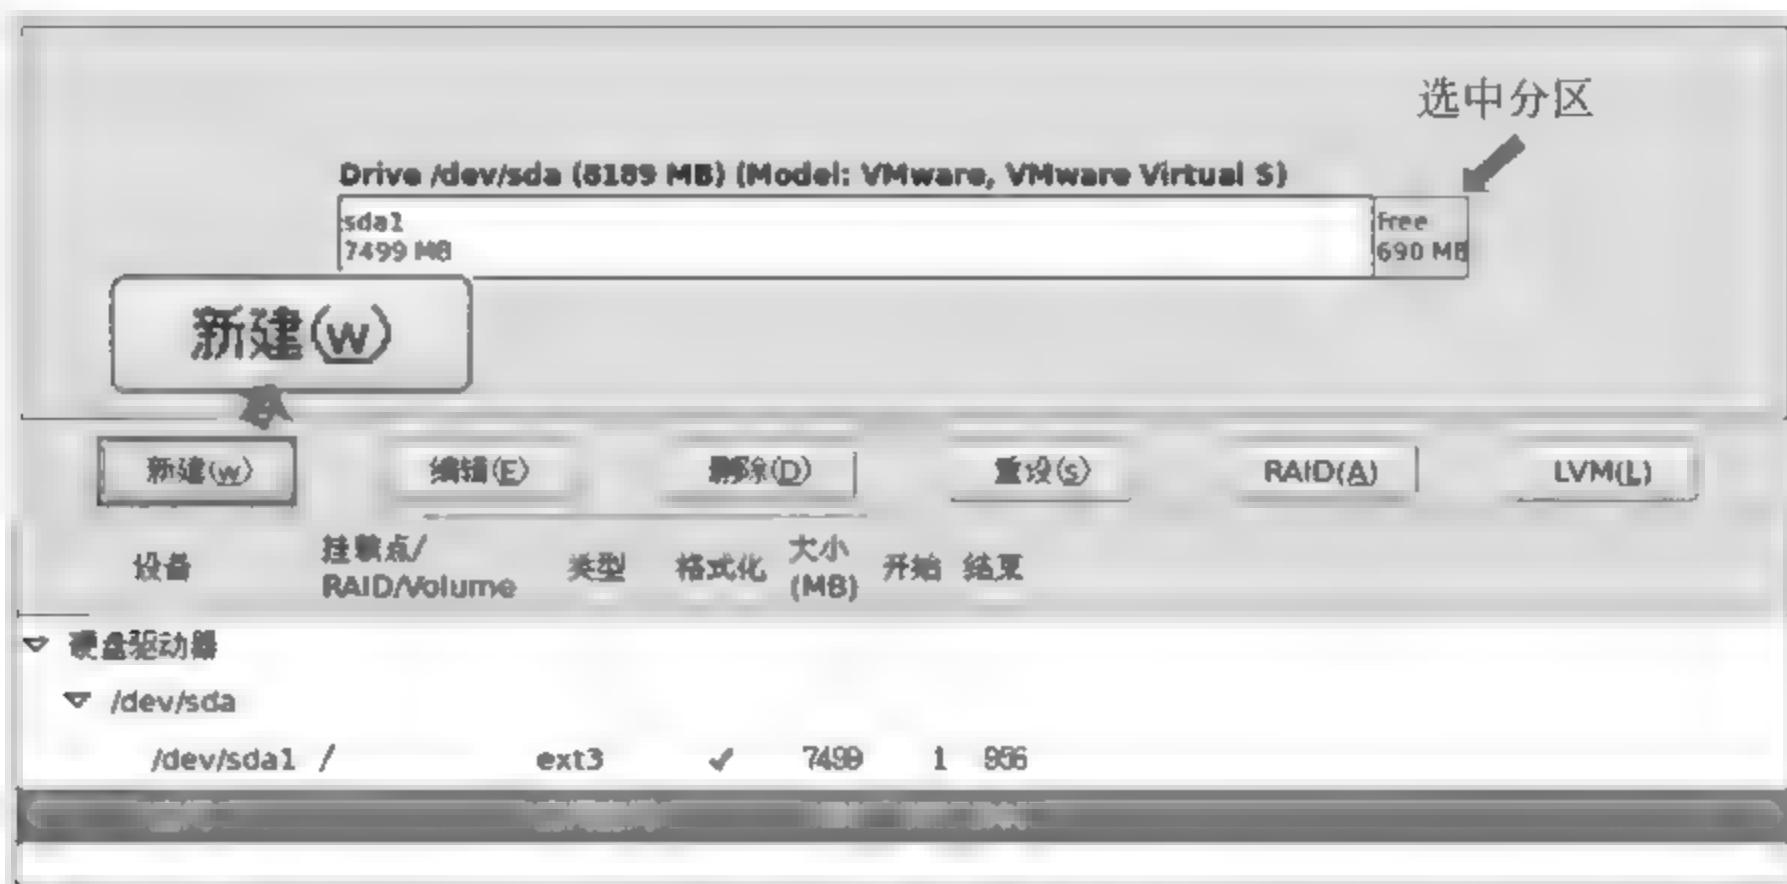 选中分区
Drive /dev/sda (8189 MB) (Model: VMware, VMware Virtual S)
sda1
7499 MB
Free
690 MB
新建(w)
新建(w) 编辑(E) 删除(D) 重设(s) RAID(A) LVM(L)
设备 挂载点/ RAID/Volume 类型 格式化 大小 (MB) 开始 结束
硬盘驱动器
/dev/sda
/dev/sda1 / ext3 ✓ 7499 1 956